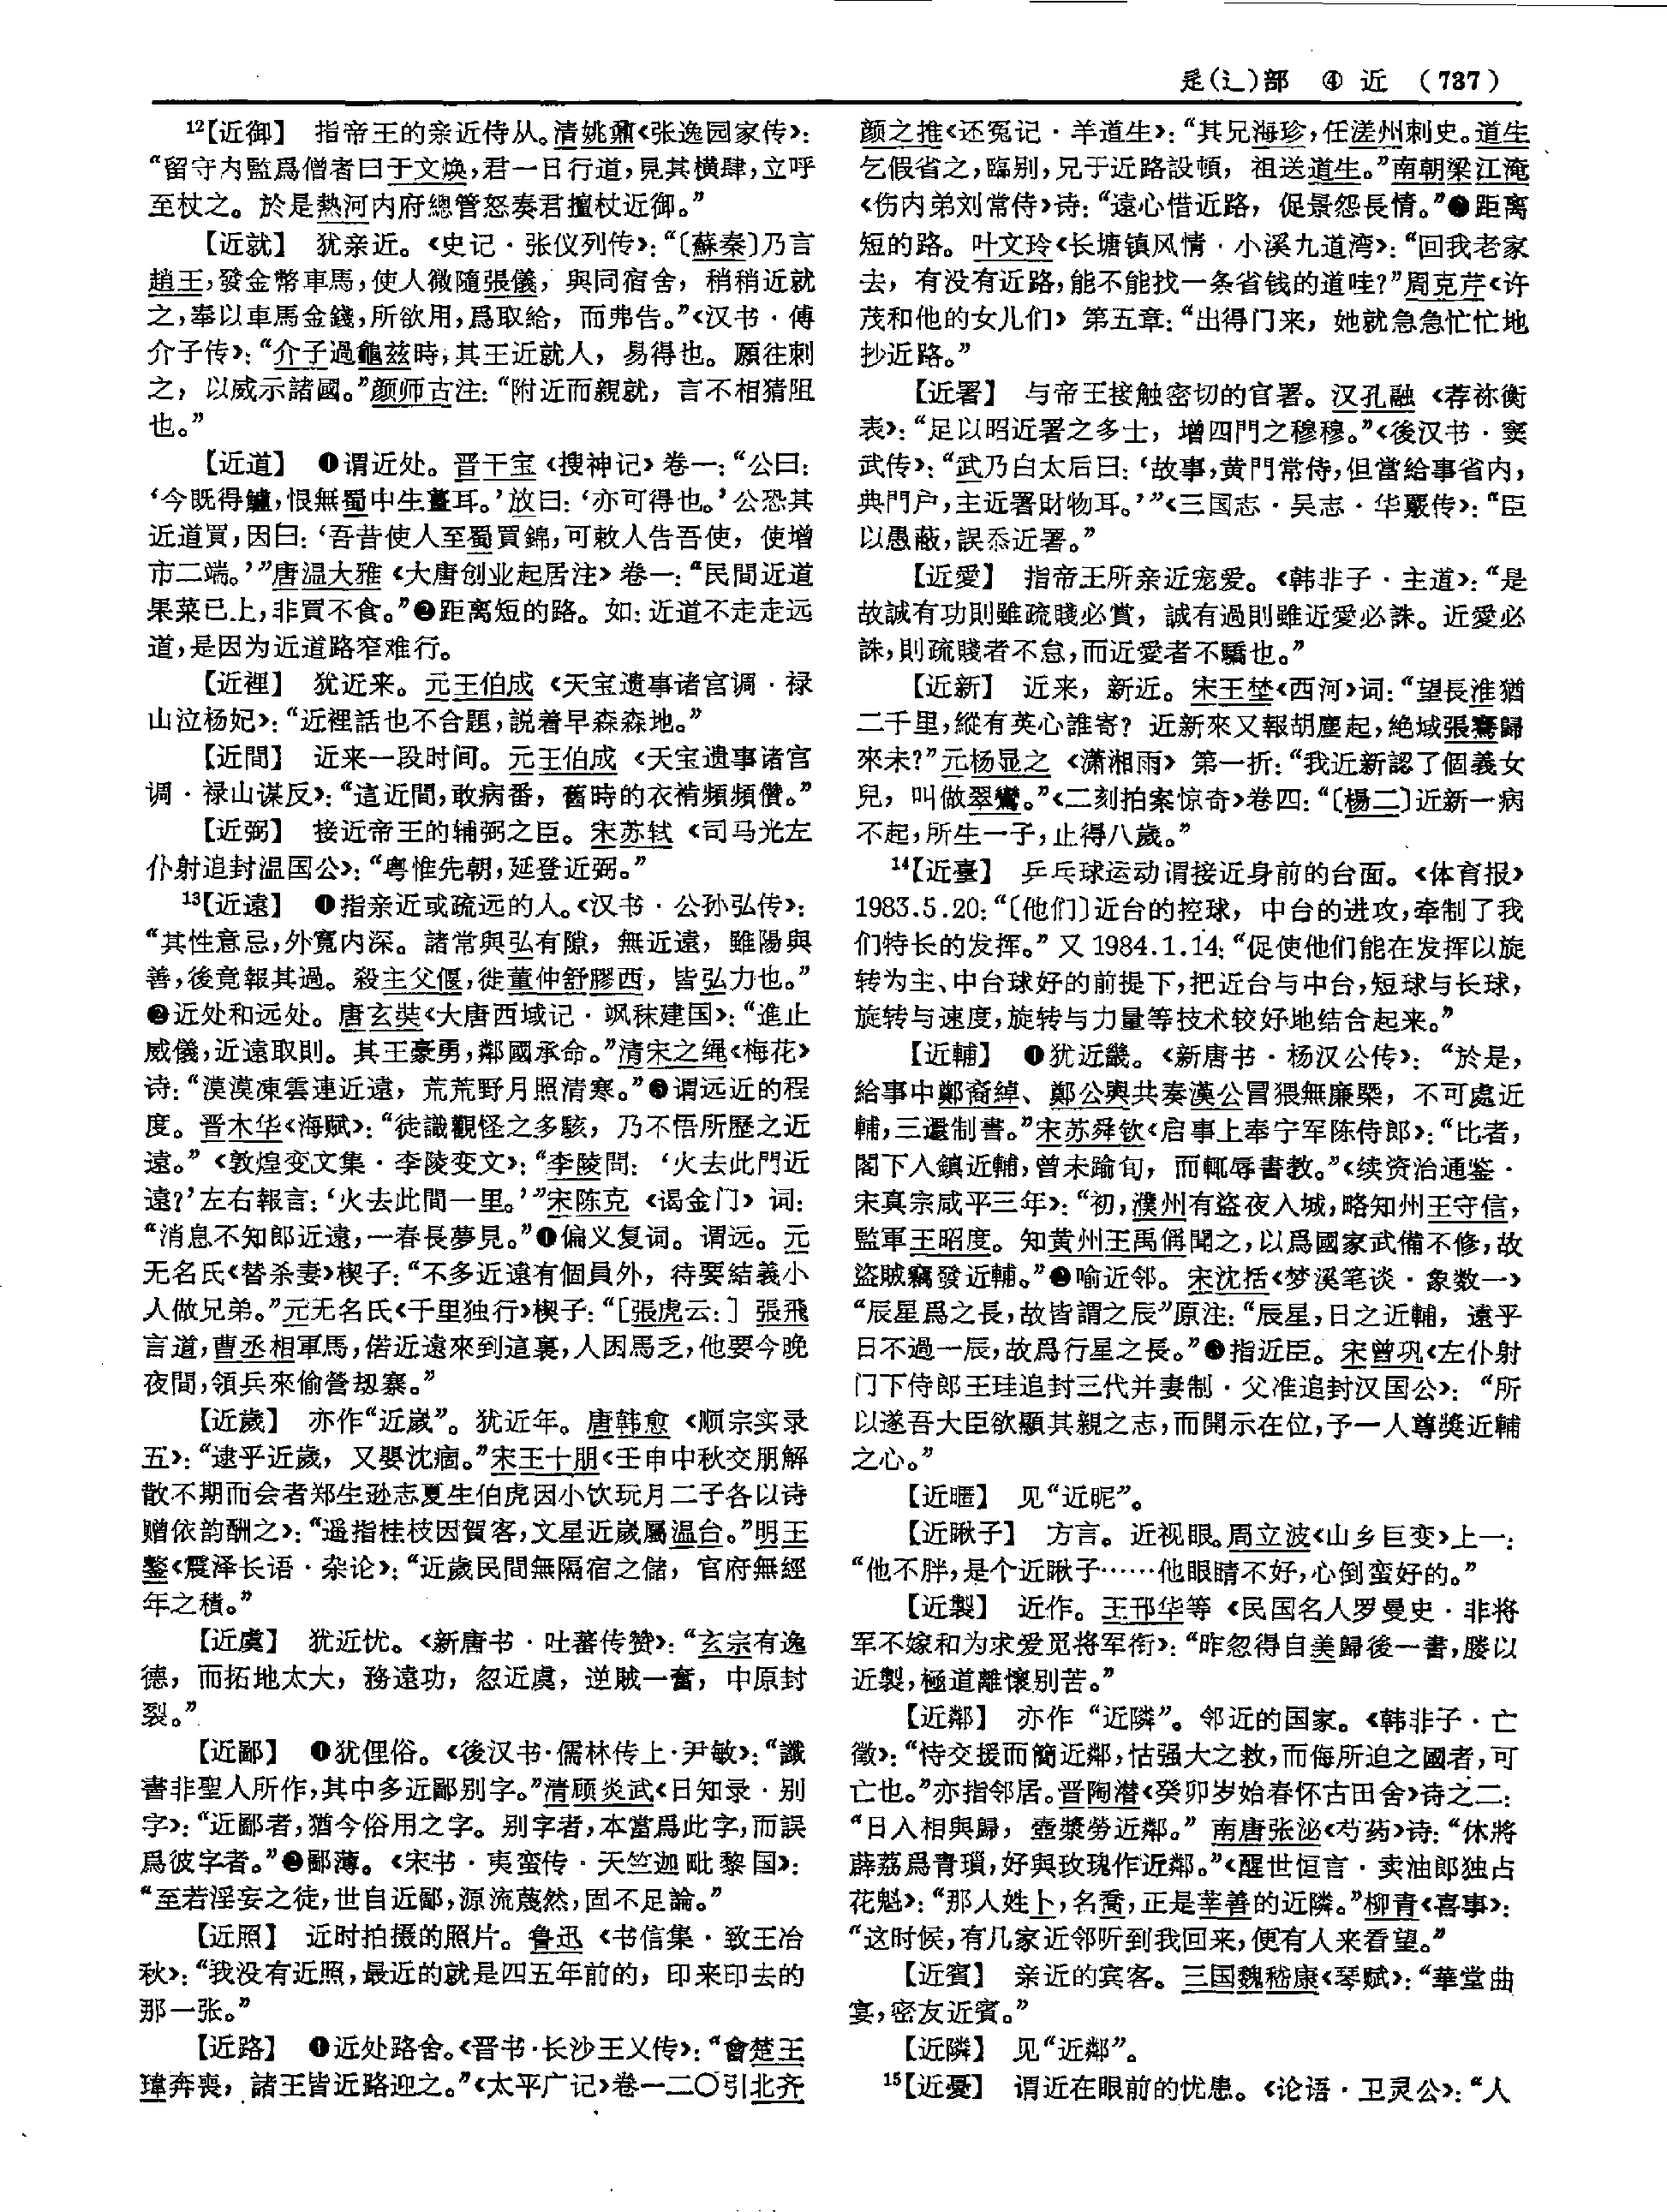 辵(辶)部　④ 近　(737)
12【近御】　指帝王的亲近侍从。清姚鼐《张逸园家传》：
“留守内監爲僧者曰于文焕，君一日行道，見其横肆，立呼
至杖之。於是熱河内府總管怒奏君擅杖近御。”
【近就】　犹亲近。《史记·张仪列传》：“〔蘇秦〕乃言
趙王，發金幣車馬，使人微隨張儀，與同宿舍，稍稍近就
之，奉以車馬金錢，所欲用，爲取給，而弗告。”《汉书·傅
介子传》：“介子過龜兹時，其王近就人，易得也。願往刺
之，以威示諸國。”颜师古注：“附近而親就，言不相猜阻
也。”
【近道】　❶谓近处。晋干宝《搜神记》卷一：“公曰：
‘今既得鱸，恨無蜀中生薑耳。’放曰：‘亦可得也。’公恐其
近道買，因曰：‘吾昔使人至蜀買錦，可敕人告吾使，使增
市二端。’”唐温大雅《大唐创业起居注》卷一：“民間近道
果菜已上，非買不食。”❷距离短的路。如：近道不走走远
道，是因为近道路窄难行。
【近裡】　犹近来。元王伯成《天宝遗事诸宫调·禄
山泣杨妃》：“近裡話也不合題，説着早森森地。”
【近間】　近来一段时间。元王伯成《天宝遗事诸宫
调·禄山谋反》：“這近間，敢病番，舊時的衣褙頻頻儹。”
【近弼】　接近帝王的辅弼之臣。宋苏轼《司马光左
仆射追封温国公》：“粤惟先朝，延登近弼。”
13【近遠】　❶指亲近或疏远的人。《汉书·公孙弘传》：
“其性意忌，外寬内深。諸常與弘有隙，無近遠，雖陽與
善，後竟報其過。殺主父偃，徙董仲舒膠西，皆弘力也。”
❷近处和远处。唐玄奘《大唐西域记·飒秣建国》：“進止
威儀，近遠取則。其王豪勇，鄰國承命。”清宋之绳《梅花》
诗：“漠漠凍雲連近遠，荒荒野月照清寒。”❸谓远近的程
度。晋木华《海赋》：“徒識觀怪之多駭，乃不悟所歷之近
遠。”《敦煌变文集·李陵变文》：“李陵問：‘火去此門近
遠？’左右報言：‘火去此間一里。’”宋陈克《谒金门》词：
“消息不知郎近遠，一春長夢見。”❹偏义复词。谓远。元
无名氏《替杀妻》楔子：“不多近遠有個員外，待要結義小
人做兄弟。”元无名氏《千里独行》楔子：“［張虎云：］張飛
言道，曹丞相軍馬，偌近遠來到這裏，人困馬乏，他要今晚
夜間，領兵來偷營刼寨。”
【近歲】　亦作“近嵗”。犹近年。唐韩愈《顺宗实录
五》：“逮乎近歲，又嬰沈痼。”宋王十朋《壬申中秋交朋解
散不期而会者郑生逊志夏生伯虎因小饮玩月二子各以诗
赠依韵酬之》：“遥指桂枝因賀客，文星近嵗屬温台。”明王
鏊《震泽长语·杂论》：“近歲民間無隔宿之儲，官府無經
年之積。”
【近虞】　犹近忧。《新唐书·吐蕃传赞》：“玄宗有逸
德，而拓地太大，務遠功，忽近虞，逆贼一奮，中原封
裂。”
【近鄙】　❶犹俚俗。《後汉书·儒林传上·尹敏》：“讖
書非聖人所作，其中多近鄙别字。”清顾炎武《日知录·别
字》：“近鄙者，猶今俗用之字。别字者，本當爲此字，而誤
爲彼字者。”❷鄙薄。《宋书·夷蛮传·天竺迦毗黎国》：
“至若淫妄之徒，世自近鄙，源流蔑然，固不足論。”
【近照】　近时拍摄的照片。鲁迅《书信集·致王冶
秋》：“我没有近照，最近的就是四五年前的，印来印去的
那一张。”
【近路】　❶近处路舍。《晋书·长沙王乂传》：“會楚王
瑋奔喪，諸王皆近路迎之。”《太平广记》卷一二〇引北齐
颜之推《还冤记·羊道生》：“其兄海珍，任溠州刺史。道生
乞假省之，臨别，兄于近路設頓，祖送道生。”南朝梁江淹
《伤内弟刘常侍》诗：“遠心惜近路，促景怨長情。”❷距离
短的路。叶文玲《长塘镇风情·小溪九道湾》：“回我老家
去，有没有近路，能不能找一条省钱的道哇？”周克芹《许
茂和他的女儿们》第五章：“出得门来，她就急急忙忙地
抄近路。”
【近署】　与帝王接触密切的官署。汉孔融《荐祢衡
表》：“足以昭近署之多士，增四門之穆穆。”《後汉书·窦
武传》：“武乃白太后曰：‘故事，黄門常侍，但當給事省内，
典門户，主近署財物耳。’”《三国志·吴志·华覈传》：“臣
以愚蔽，誤忝近署。”
【近愛】　指帝王所亲近宠爱。《韩非子·主道》：“是
故誠有功則雖疏賤必賞，誠有過則雖近愛必誅。近愛必
誅，則疏賤者不怠，而近愛者不驕也。”
【近新】　近来，新近。宋王埜《西河》词：“望長淮猶
二千里，縱有英心誰寄？近新來又報胡塵起，絶域張騫歸
來未？”元杨显之《潇湘雨》第一折：“我近新認了個義女
兒，叫做翠鸞。”《二刻拍案惊奇》卷四：“〔楊二〕近新一病
不起，所生一子，止得八歲。”
14【近臺】　乒乓球运动谓接近身前的台面。《体育报》
1983.5.20：“〔他们〕近台的控球，中台的进攻，牵制了我
们特长的发挥。”又1984.1.14：“促使他们能在发挥以旋
转为主、中台球好的前提下，把近台与中台，短球与长球，
旋转与速度，旋转与力量等技术较好地结合起来。”
【近輔】　❶犹近畿。《新唐书·杨汉公传》：“於是，
給事中鄭裔綽、鄭公輿共奏漢公冒猥無廉槩，不可處近
輔，三還制書。”宋苏舜钦《启事上奉宁军陈侍郎》：“比者，
閣下入鎮近輔，曾未踰旬，而輒辱書教。”《续资治通鉴·
宋真宗咸平三年》：“初，濮州有盜夜入城，略知州王守信，
監軍王昭度。知黄州王禹偁聞之，以爲國家武備不修，故
盜賊竊發近輔。”❷喻近邻。宋沈括《梦溪笔谈·象数一》
“辰星爲之長，故皆謂之辰”原注：“辰星，日之近輔，遠乎
日不過一辰，故爲行星之長。”❸指近臣。宋曾巩《左仆射
门下侍郎王珪追封三代并妻制·父准追封汉国公》：“所
以遂吾大臣欲顯其親之志，而開示在位，予一人尊奬近輔
之心。”
【近暱】　见“近昵”。
【近瞅子】　方言。近视眼。周立波《山乡巨变》上一：
“他不胖，是个近瞅子……他眼睛不好，心倒蛮好的。”
【近製】　近作。王邗华等《民国名人罗曼史·非将
军不嫁和为求爱觅将军衔》：“昨忽得自美歸後一書，媵以
近製，極道離懷别苦。”
【近鄰】　亦作“近隣”。邻近的国家。《韩非子·亡
徵》：“恃交援而簡近鄰，怙强大之救，而侮所迫之國者，可
亡也。”亦指邻居。晋陶潜《癸卯岁始春怀古田舍》诗之二：
“日入相與歸，壺漿勞近鄰。”南唐张泌《芍药》诗：“休將
薜荔爲青瑣，好與玫瑰作近鄰。”《醒世恒言·卖油郎独占
花魁》：“那人姓卜，名喬，正是莘善的近隣。”柳青《喜事》：
“这时候，有几家近邻听到我回来，便有人来看望。”
【近賓】　亲近的宾客。三国魏嵇康《琴赋》：“華堂曲
宴，密友近賓。”
【近隣】　见“近鄰”。
15【近憂】　谓近在眼前的忧患。《论语·卫灵公》：“人